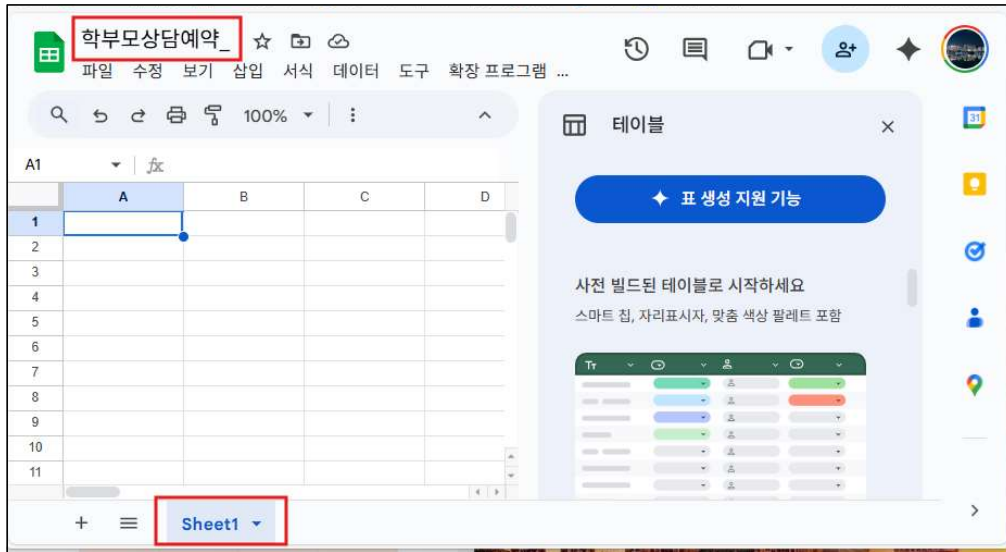 학부모상담예약_
파일 수정 보기 삽입 서식 데이터 도구 확장 프로그램 ...
100%
테이블
31
A1 fx
A B C D
표 생성 지원 기능
1
2
3
4
5
6
7
8
9
10
11
사전 빌드된 테이블로 시작하세요
스마트 칩, 자리표시자, 맞춤 색상 팔레트 포함
Tт
Sheet1